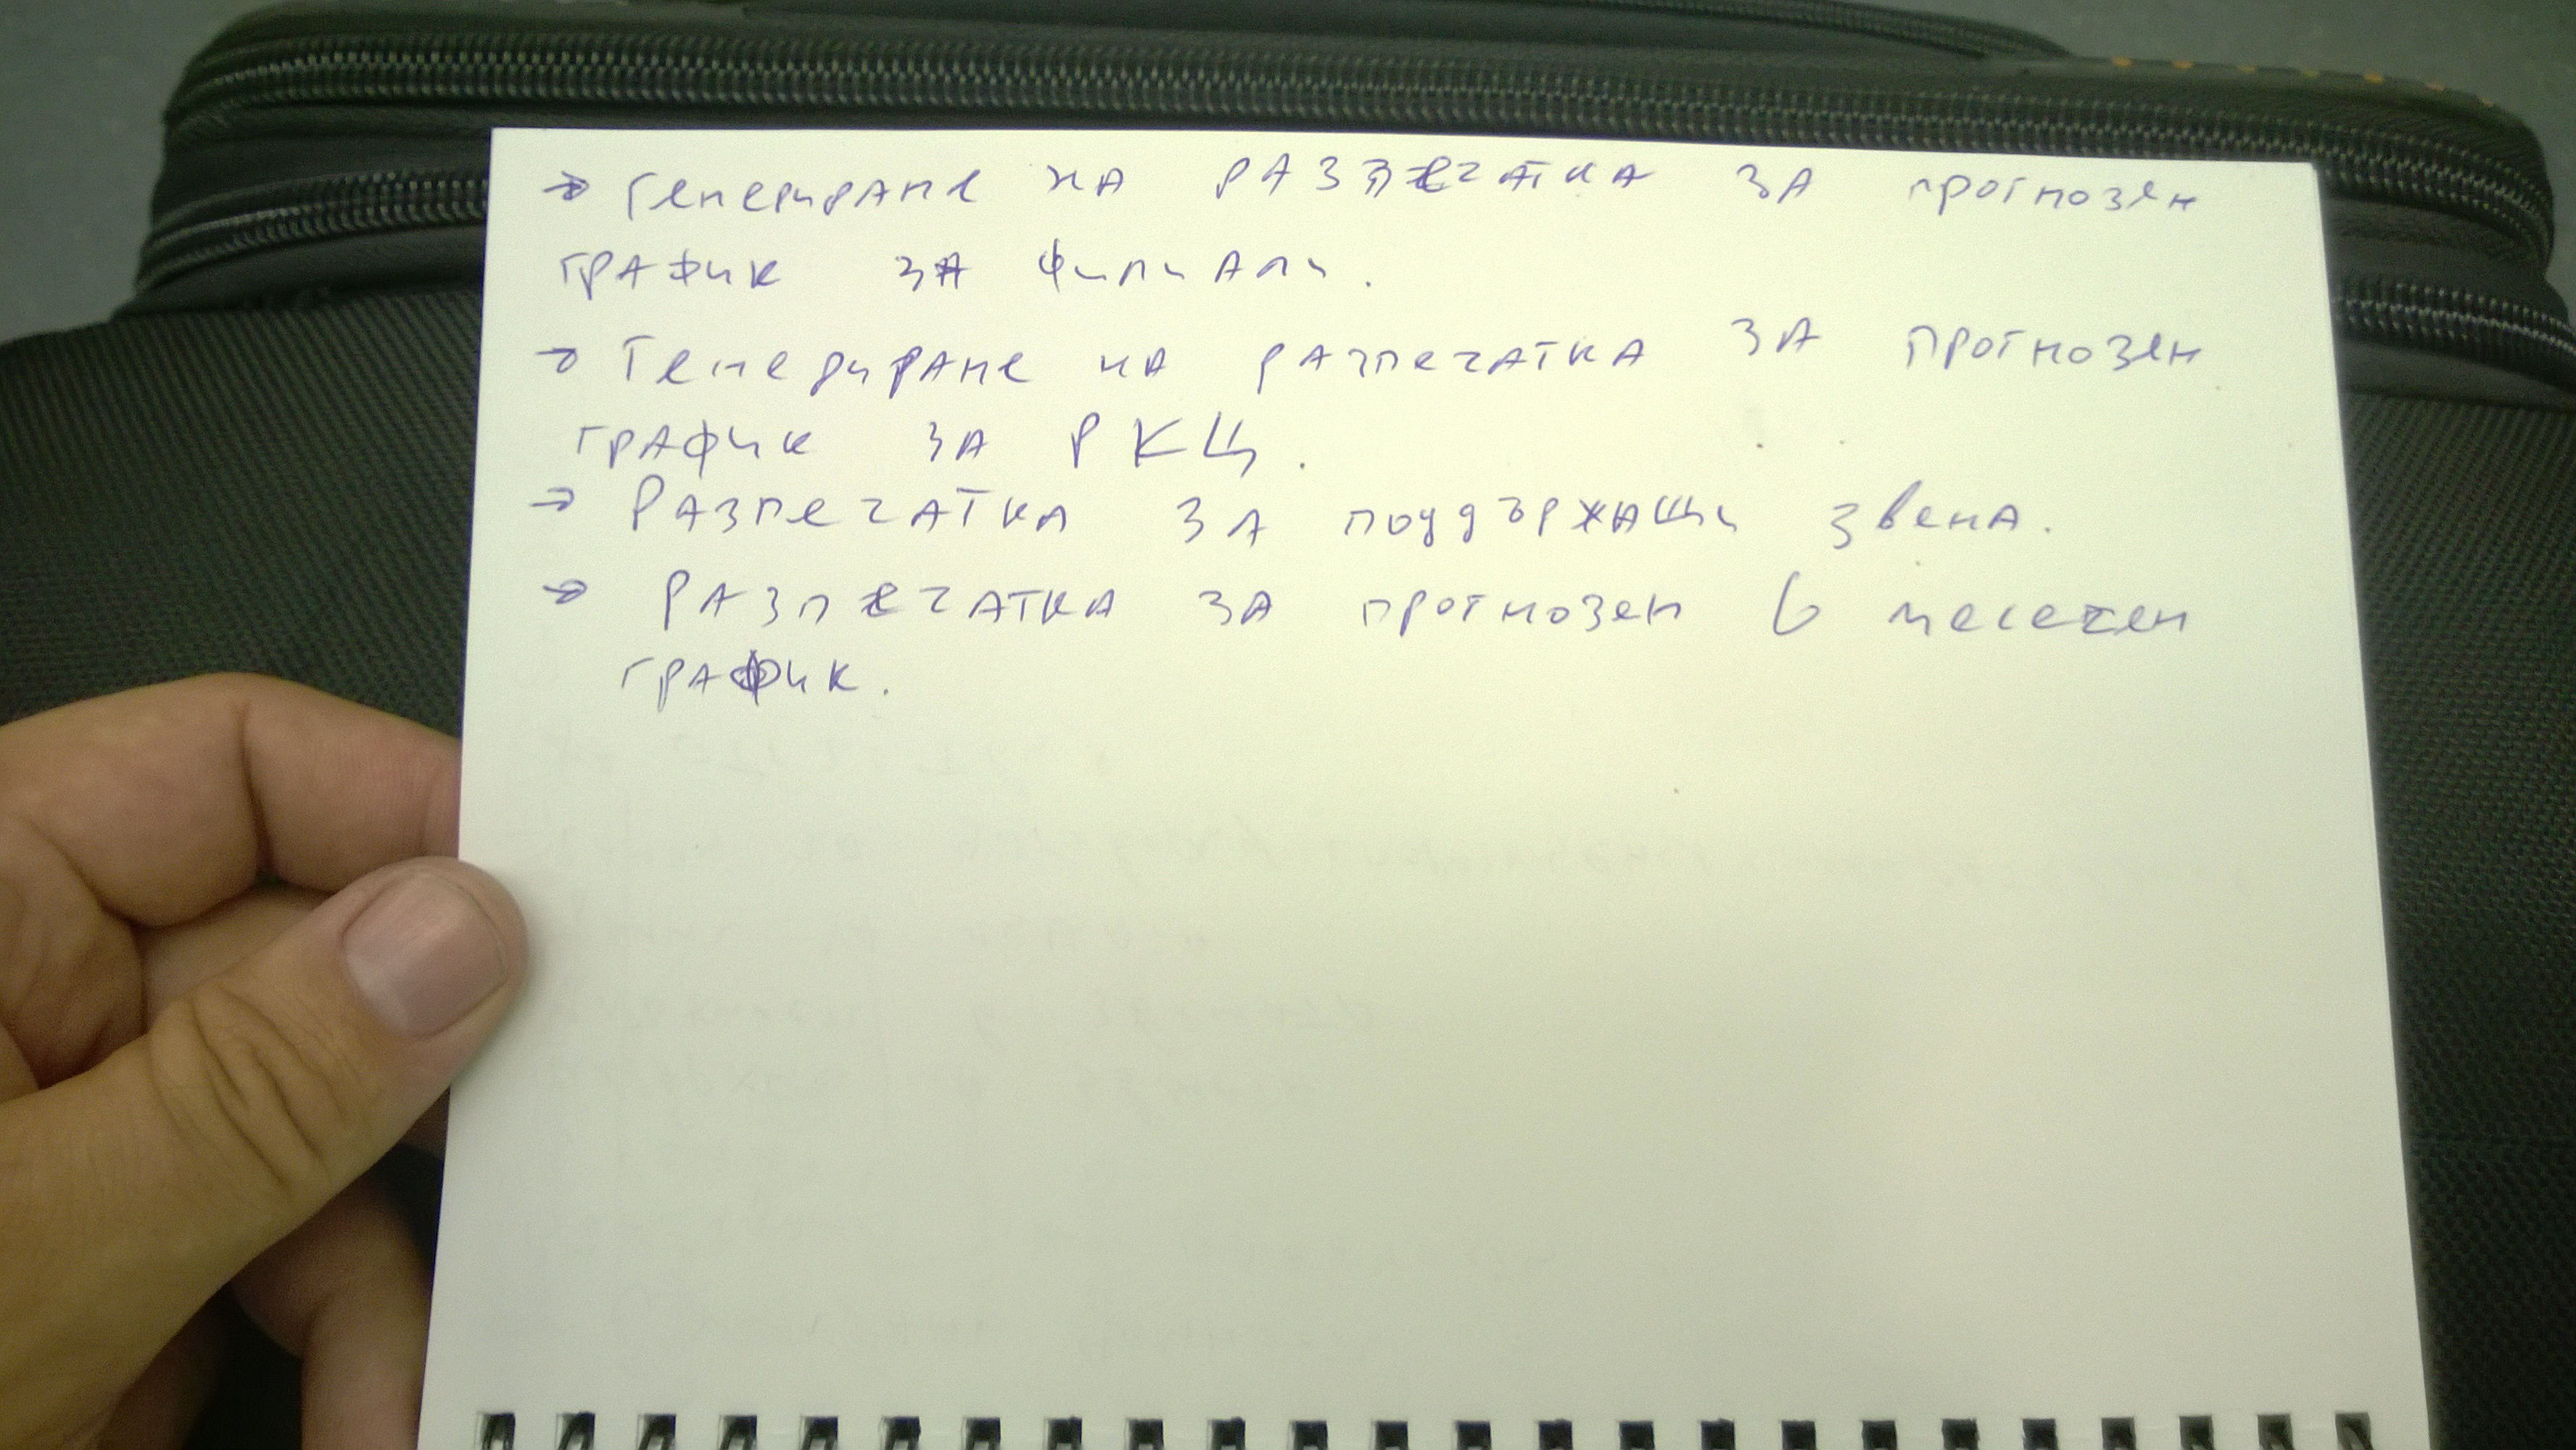 → Генериране на разпечатка за прогнозен
график за филиали.
→ Генериране на разпечатка за прогнозен
график за РКЦ.
→ Разпечатка за поддържащи звена.
→ Разпечатка за прогнозен 6 месечен
график.